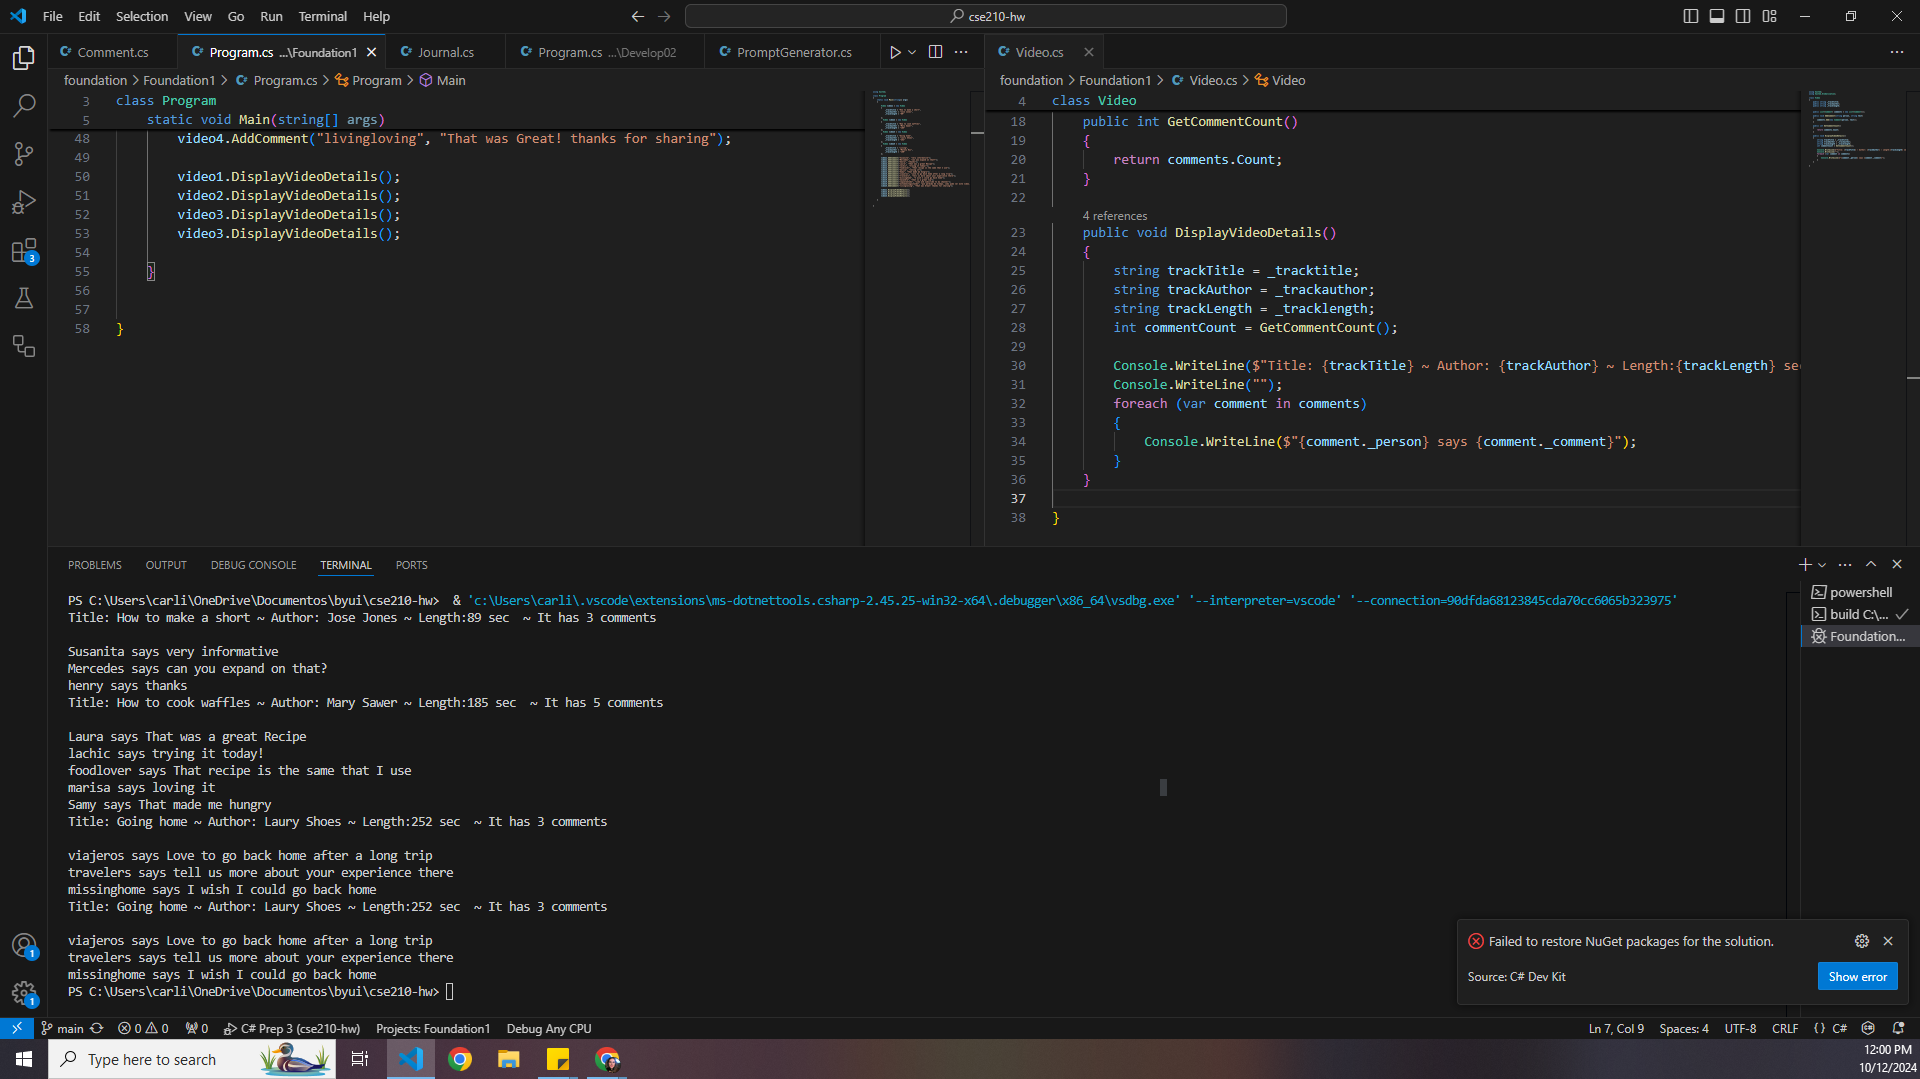 File Edit Selection View Go Run Terminal Help
cse210-hw
Comment.cs
Program.cs ...\Foundation1
Journal.cs
Program.cs ...\Develop02
PromptGenerator.cs
Video.cs
foundation > Foundation1 > Program.cs > Program > Main
3 class Program
5 static void Main(string[] args)
48 video4.AddComment("livingloving", "That was Great! thanks for sharing");
49
50 video1.DisplayVideoDetails();
51 video2.DisplayVideoDetails();
52 video3.DisplayVideoDetails();
53 video3.DisplayVideoDetails();
54
55 }
56
57
58 }
foundation > Foundation1 > Video.cs > Video
4 class Video
18 public int GetCommentCount()
19 {
20 return comments.Count;
21 }
22
4 references
23 public void DisplayVideoDetails()
24 {
25 string trackTitle = _tracktitle;
26 string trackAuthor = _trackauthor;
27 string trackLength = _tracklength;
28 int commentCount = GetCommentCount();
29
30 Console.WriteLine($"Title: {trackTitle} ~ Author: {trackAuthor} ~ Length:{trackLength} sec
31 Console.WriteLine("");
32 foreach (var comment in comments)
33 {
34 Console.WriteLine($"{comment._person} says {comment._comment}");
35 }
36 }
37
38 }
PROBLEMS OUTPUT DEBUG CONSOLE TERMINAL PORTS
PS C:\Users\carli\OneDrive\Documentos\byui\cse210-hw> & 'c:\Users\carli\.vscode\extensions\ms-dotnettools.csharp-2.45.25-win32-x64\.debugger\x86_64\vsdbg.exe' '--interpreter=vscode' '--connection=90dfda68123845cda70cc6065b323975'
Title: How to make a short ~ Author: Jose Jones ~ Length:89 sec  ~ It has 3 comments
Susanita says very informative
Mercedes says can you expand on that?
henry says thanks
Title: How to cook waffles ~ Author: Mary Sawer ~ Length:185 sec  ~ It has 5 comments
Laura says That was a great Recipe
lachic says trying it today!
foodlover says That recipe is the same that I use
marisa says loving it
Samy says That made me hungry
Title: Going home ~ Author: Laury Shoes ~ Length:252 sec  ~ It has 3 comments
viajeros says Love to go back home after a long trip
travelers says tell us more about your experience there
missinghome says I wish I could go back home
Title: Going home ~ Author: Laury Shoes ~ Length:252 sec  ~ It has 3 comments
viajeros says Love to go back home after a long trip
travelers says tell us more about your experience there
missinghome says I wish I could go back home
PS C:\Users\carli\OneDrive\Documentos\byui\cse210-hw>
powershell
build C:\...
Foundation...
Failed to restore NuGet packages for the solution.
Source: C# Dev Kit
Show error
3
1
1
main 0 0 0 C# Prep 3 (cse210-hw) Projects: Foundation1 Debug Any CPU
Ln 7, Col 9 Spaces: 4 UTF-8 CRLF {} C#
Type here to search
12:00 PM
10/12/2024